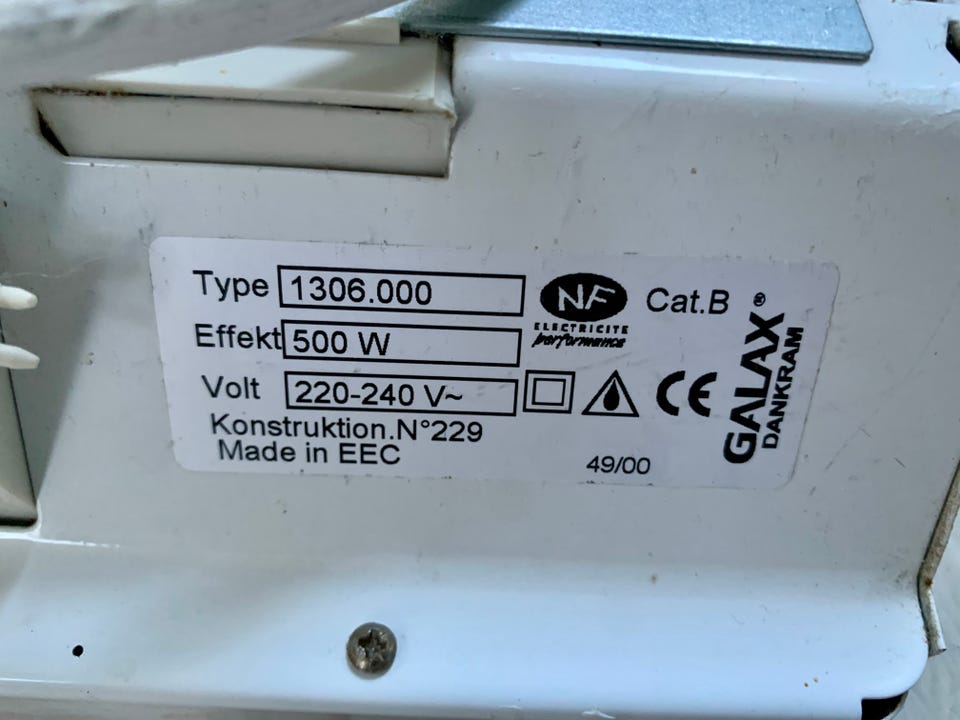 Type 1306.000
Effekt 500 W
Volt 220-240 V~
Konstruktion.N°229
Made in EEC
49/00
NF
ELECTRICITE
performance
Cat.B
CE
GALAX®
DANKRAM